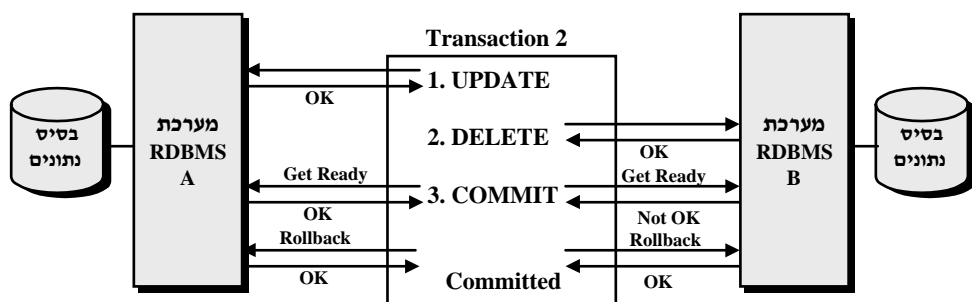 Transaction 2
בסיס
נתונים
מערכת
RDBMS
A
OK
Get Ready
OK
Rollback
OK
1. UPDATE
2. DELETE
3. COMMIT
Committed
OK
Get Ready
Not OK
Rollback
OK
מערכת
RDBMS
B
בסיס
נתונים